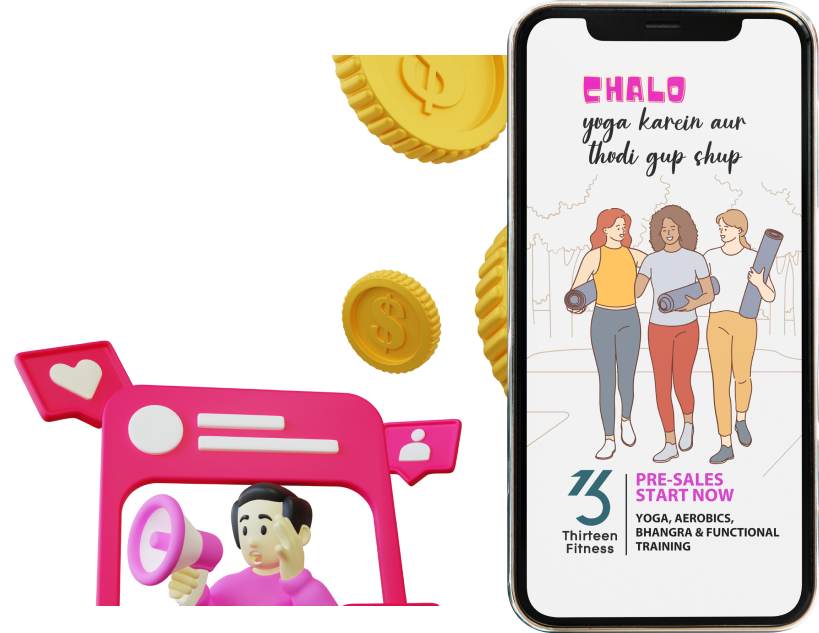 CHALO
yoga karein aur
thodi gup shup
13
Thirteen
Fitness
PRE-SALES
START NOW
YOGA, AEROBICS,
BHANGRA & FUNCTIONAL
TRAINING
$
$